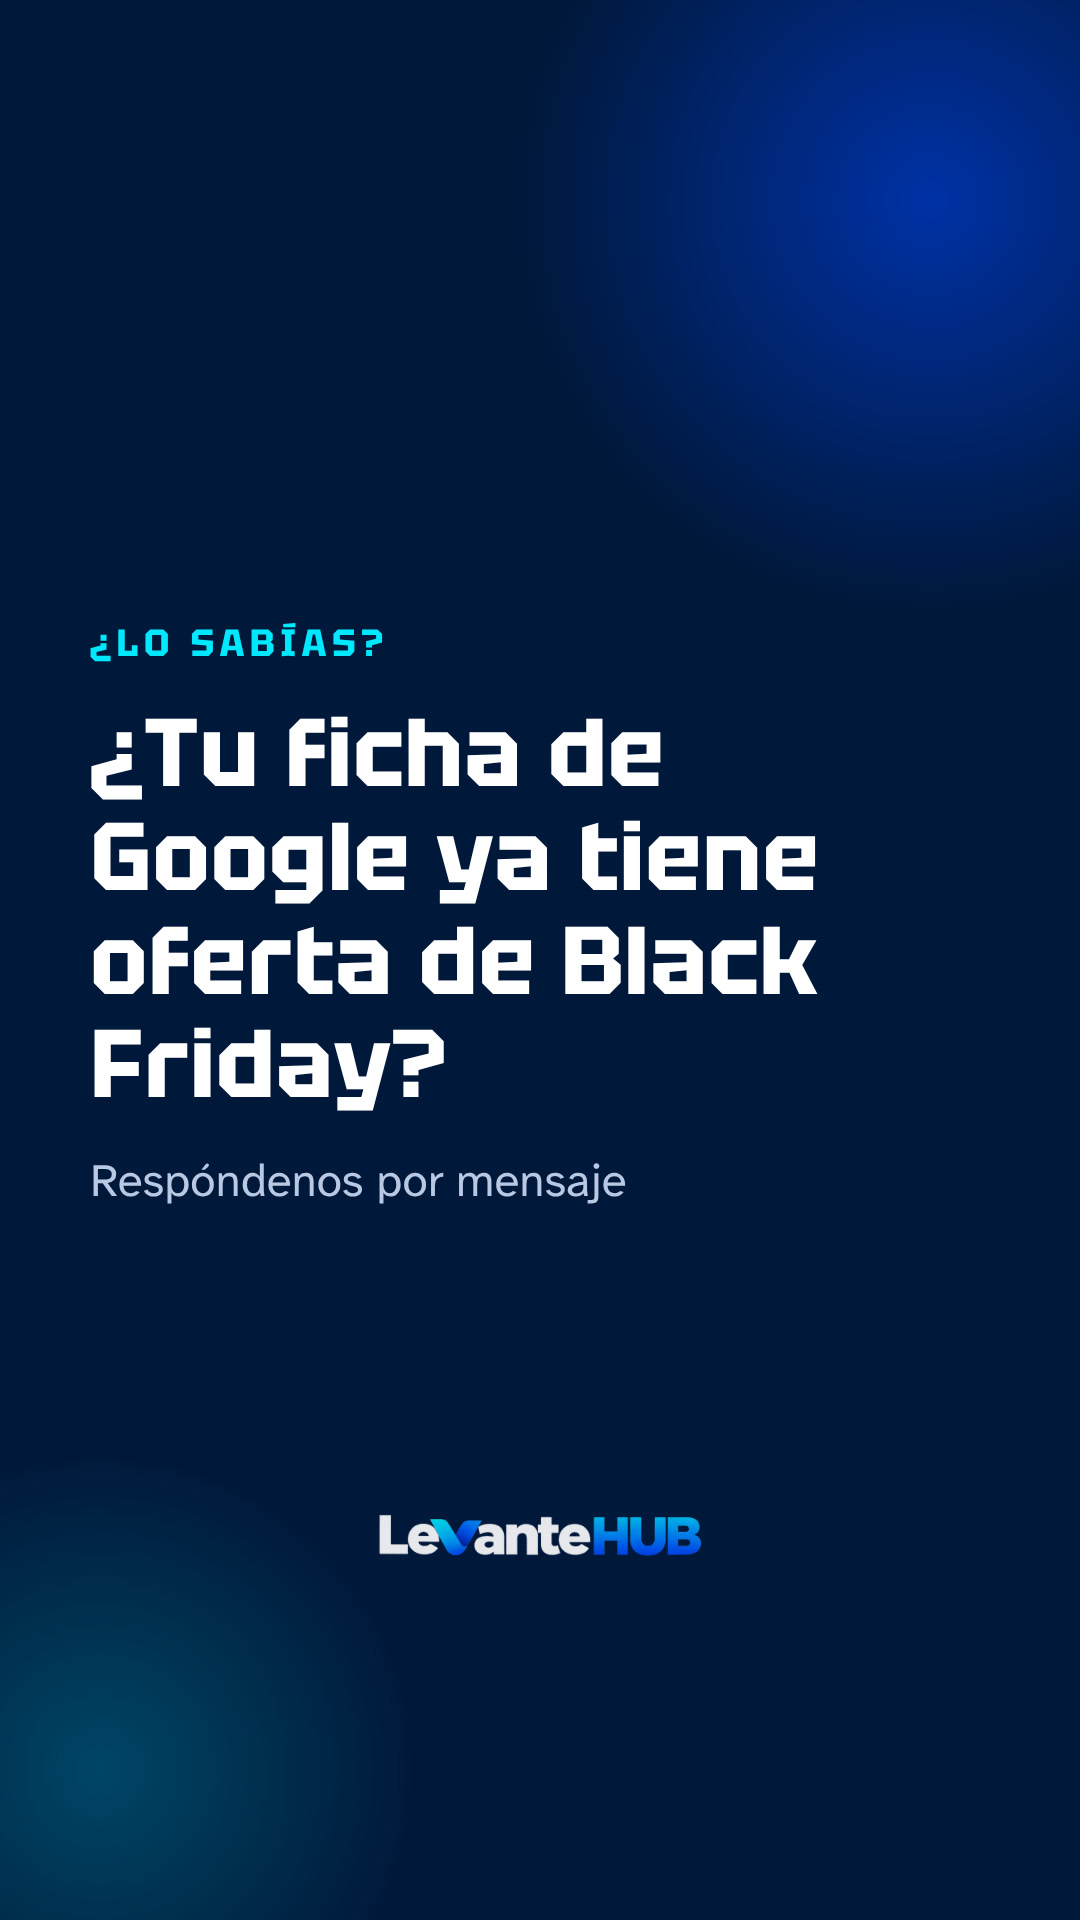 ¿LO SABÍAS?
¿Tu ficha de
Google ya tiene
oferta de Black
Friday?
Respóndenos por mensaje
LevanteHUB